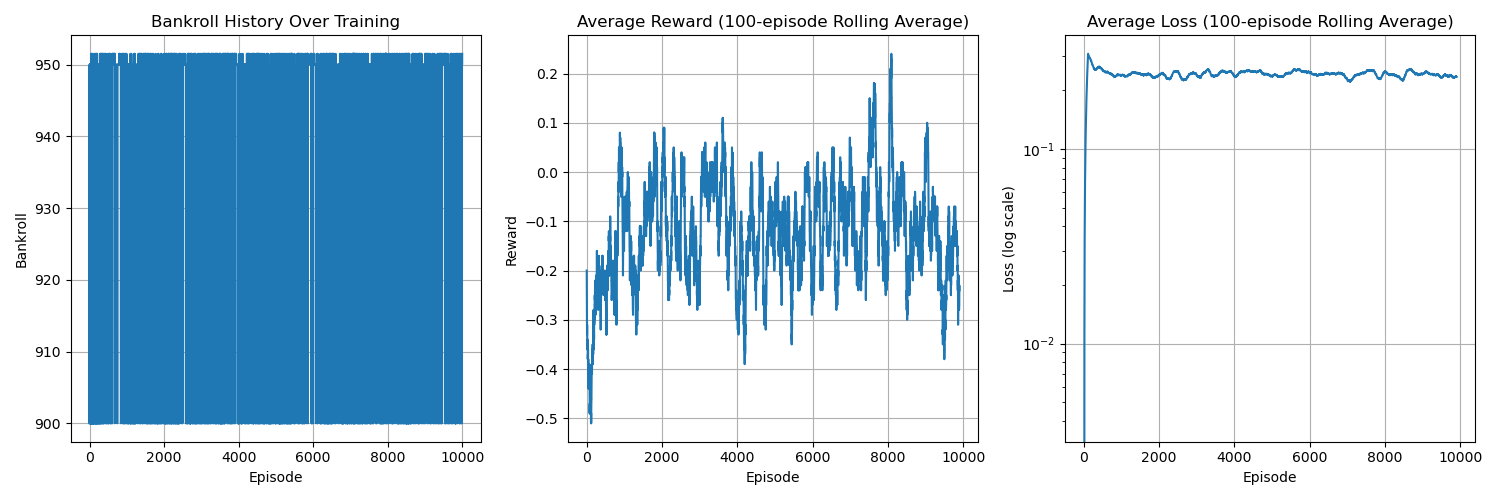 Bankroll History Over Training
Bankroll
950
940
930
920
910
900
0 2000 4000 6000 8000 10000
Episode
Average Reward (100-episode Rolling Average)
Reward
0.2
0.1
0.0
−0.1
−0.2
−0.3
−0.4
−0.5
0 2000 4000 6000 8000 10000
Episode
Average Loss (100-episode Rolling Average)
Loss (log scale)
10⁻¹
10⁻²
0 2000 4000 6000 8000 10000
Episode